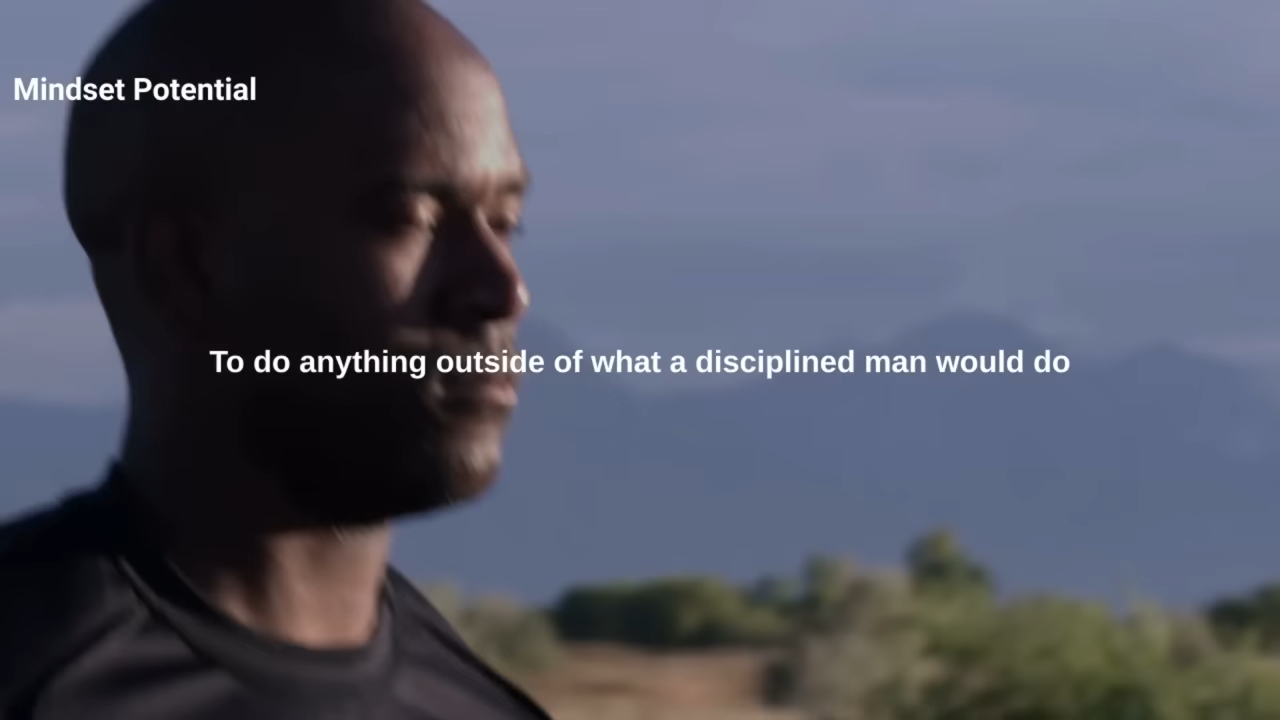 Mindset Potential
To do anything outside of what a disciplined man would do